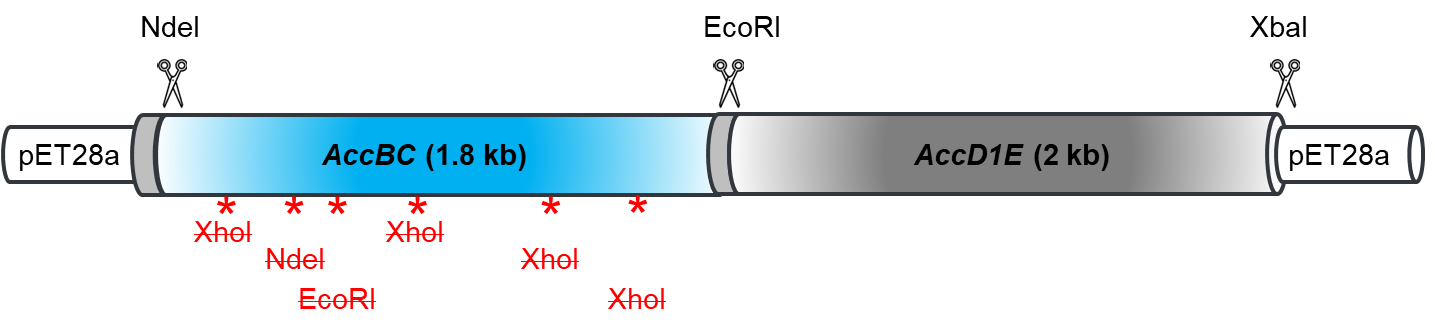 NdeI
EcoRI
XbaI
pET28a
AccBC (1.8 kb)
AccD1E (2 kb)
pET28a
* * * * * *
XhoI
XhoI
NdeI
XhoI
EcoRI
XhoI